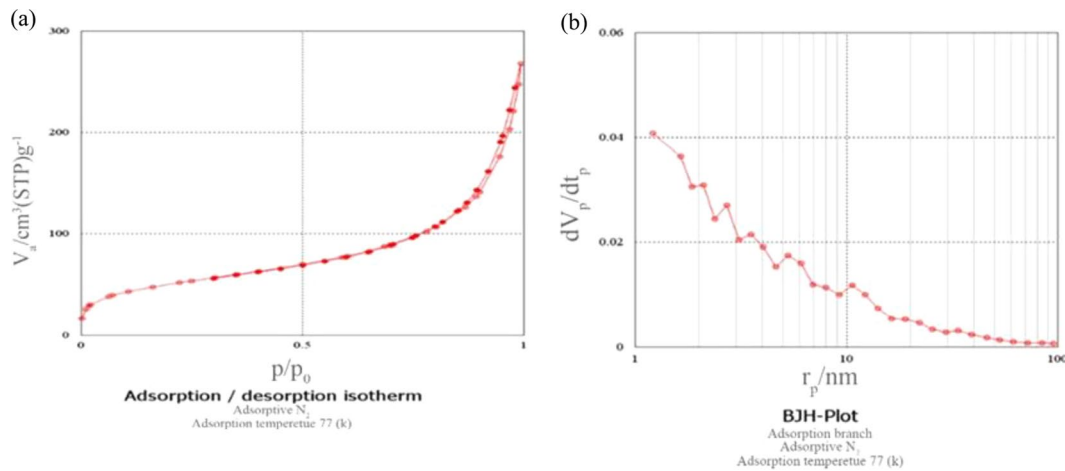 (a)
300
200
100
0
V_a/cm³(STP)g⁻¹
0
0.5
1
p/p₀
Adsorption / desorption isotherm
Adsorptive N₂
Adsorption temperetue 77 (k)
(b)
0.06
0.04
0.02
0
dV_p/dt_p
1
10
100
r_p/nm
BJH-Plot
Adsorption branch
Adsorptive N₂
Adsorption temperetue 77 (k)